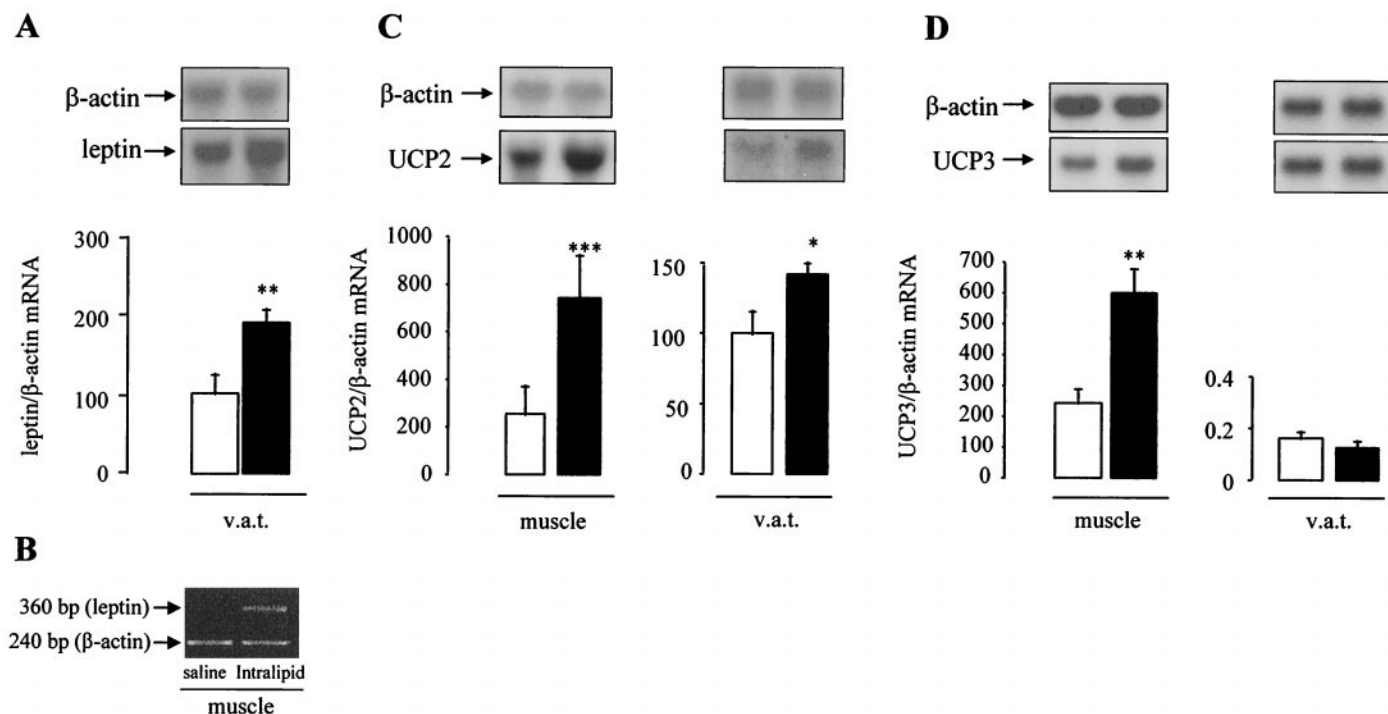 A
β-actin
leptin
300
200
100
0
leptin/β-actin mRNA
**
v.a.t.
B
360 bp (leptin)
240 bp (β-actin)
saline Intralipid
muscle
C
β-actin
UCP2
1000
800
600
400
200
0
UCP2/β-actin mRNA
***
muscle
150
100
50
0
*
v.a.t.
D
β-actin
UCP3
700
600
500
400
300
200
100
0
UCP3/β-actin mRNA
**
muscle
0.4
0.2
0
v.a.t.